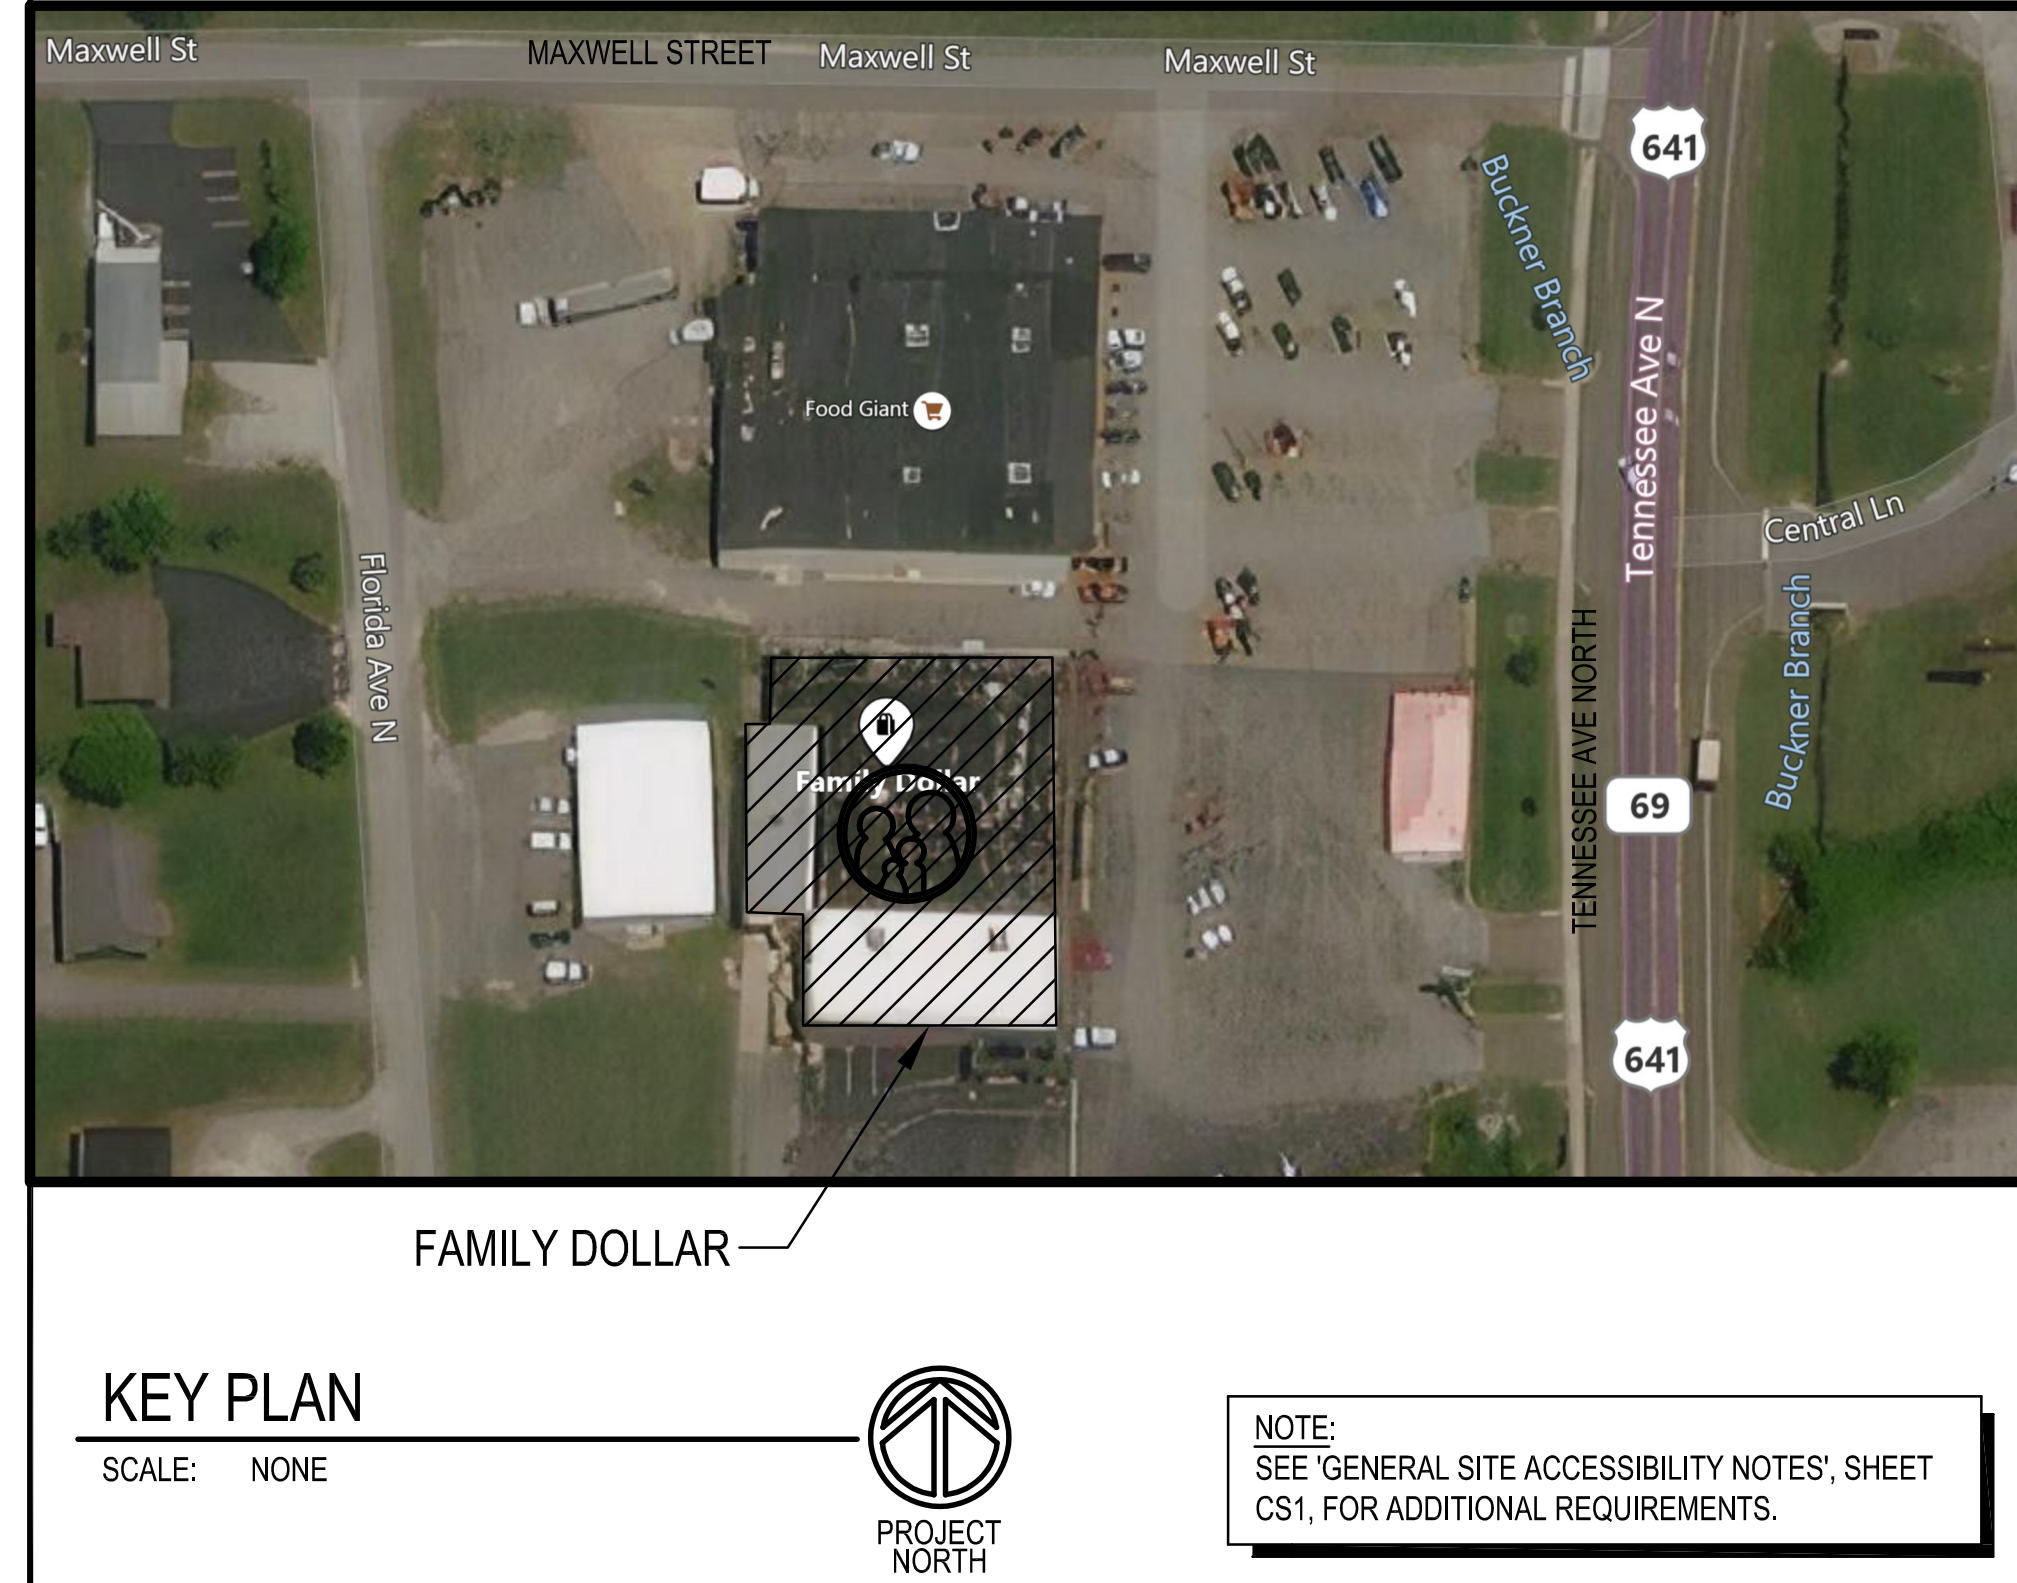 Maxwell St
MAXWELL STREET
Maxwell St
Maxwell St
641
Buckner Branch
Tennessee Ave N
Food Giant
Central Ln
Florida Ave N
Buckner Branch
TENNESSEE AVE NORTH
Family Dollar
69
641
FAMILY DOLLAR
KEY PLAN
SCALE: NONE
PROJECT
NORTH
NOTE:
SEE 'GENERAL SITE ACCESSIBILITY NOTES', SHEET
CS1, FOR ADDITIONAL REQUIREMENTS.